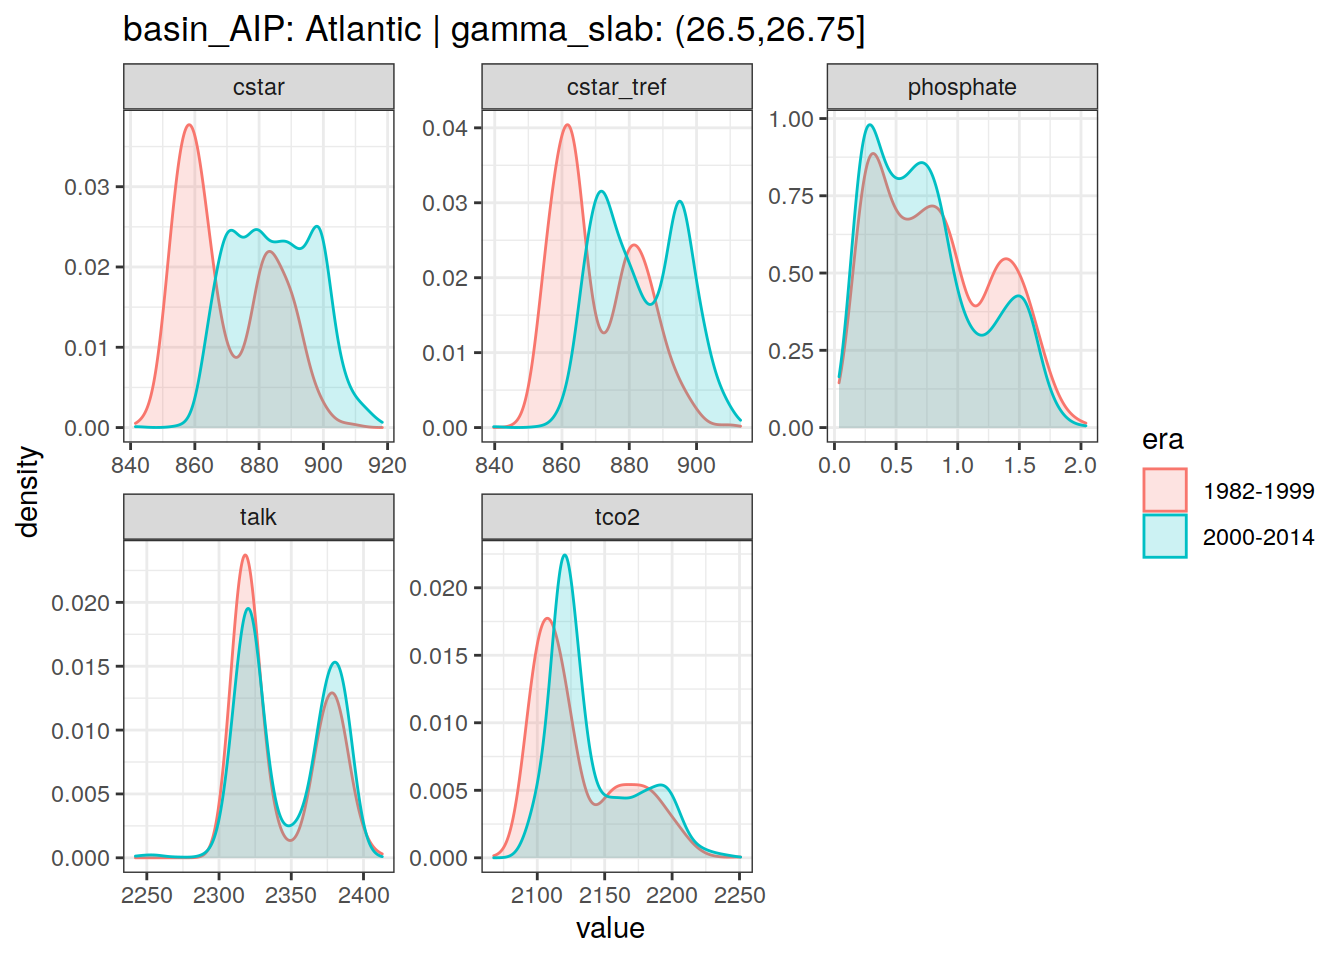 basin_AIP: Atlantic | gamma_slab: (26.5,26.75]
cstar
cstar_tref
phosphate
0.03
0.02
0.01
0.00
840 860 880 900 920
0.04
0.03
0.02
0.01
0.00
840 860 880 900
1.00
0.75
0.50
0.25
0.00
0.0 0.5 1.0 1.5 2.0
density
talk
tco2
0.020
0.015
0.010
0.005
0.000
2250 2300 2350 2400
0.020
0.015
0.010
0.005
0.000
2100 2150 2200 2250
value
era
1982-1999
2000-2014